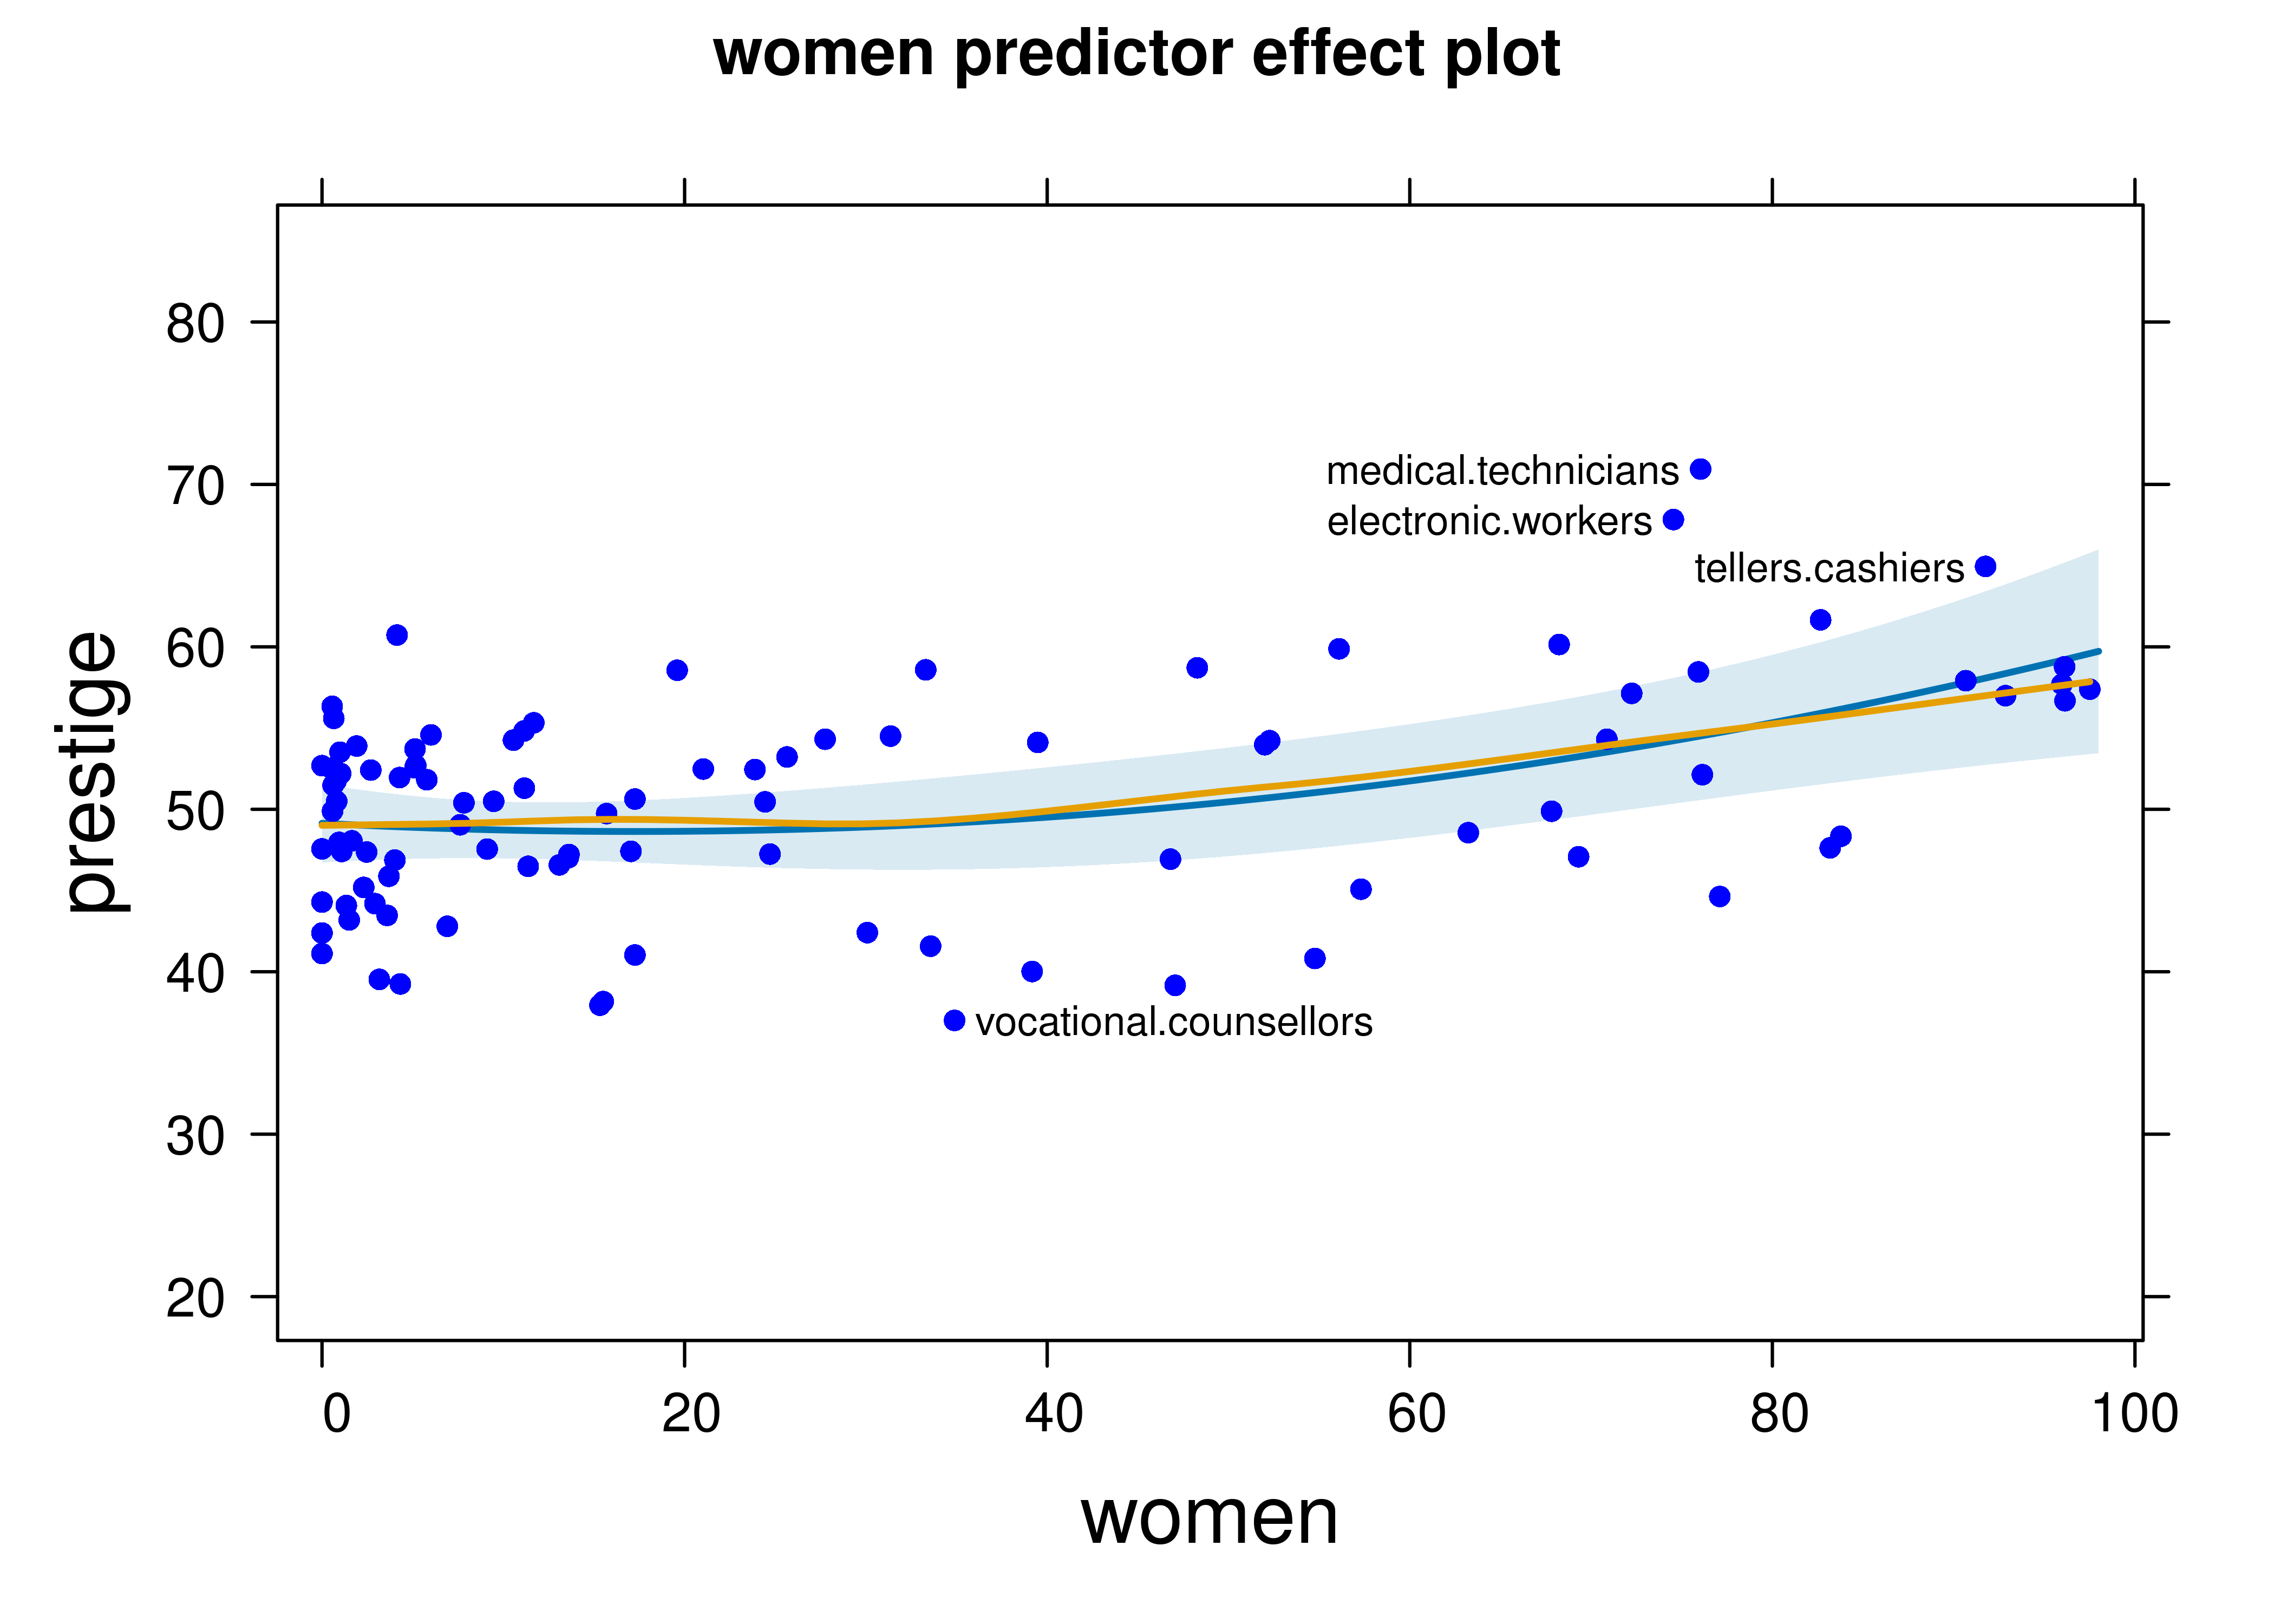 women predictor effect plot
80
70
60
50
40
30
20
prestige
medical.technicians
electronic.workers
tellers.cashiers
vocational.counsellors
0 20 40 60 80 100
women